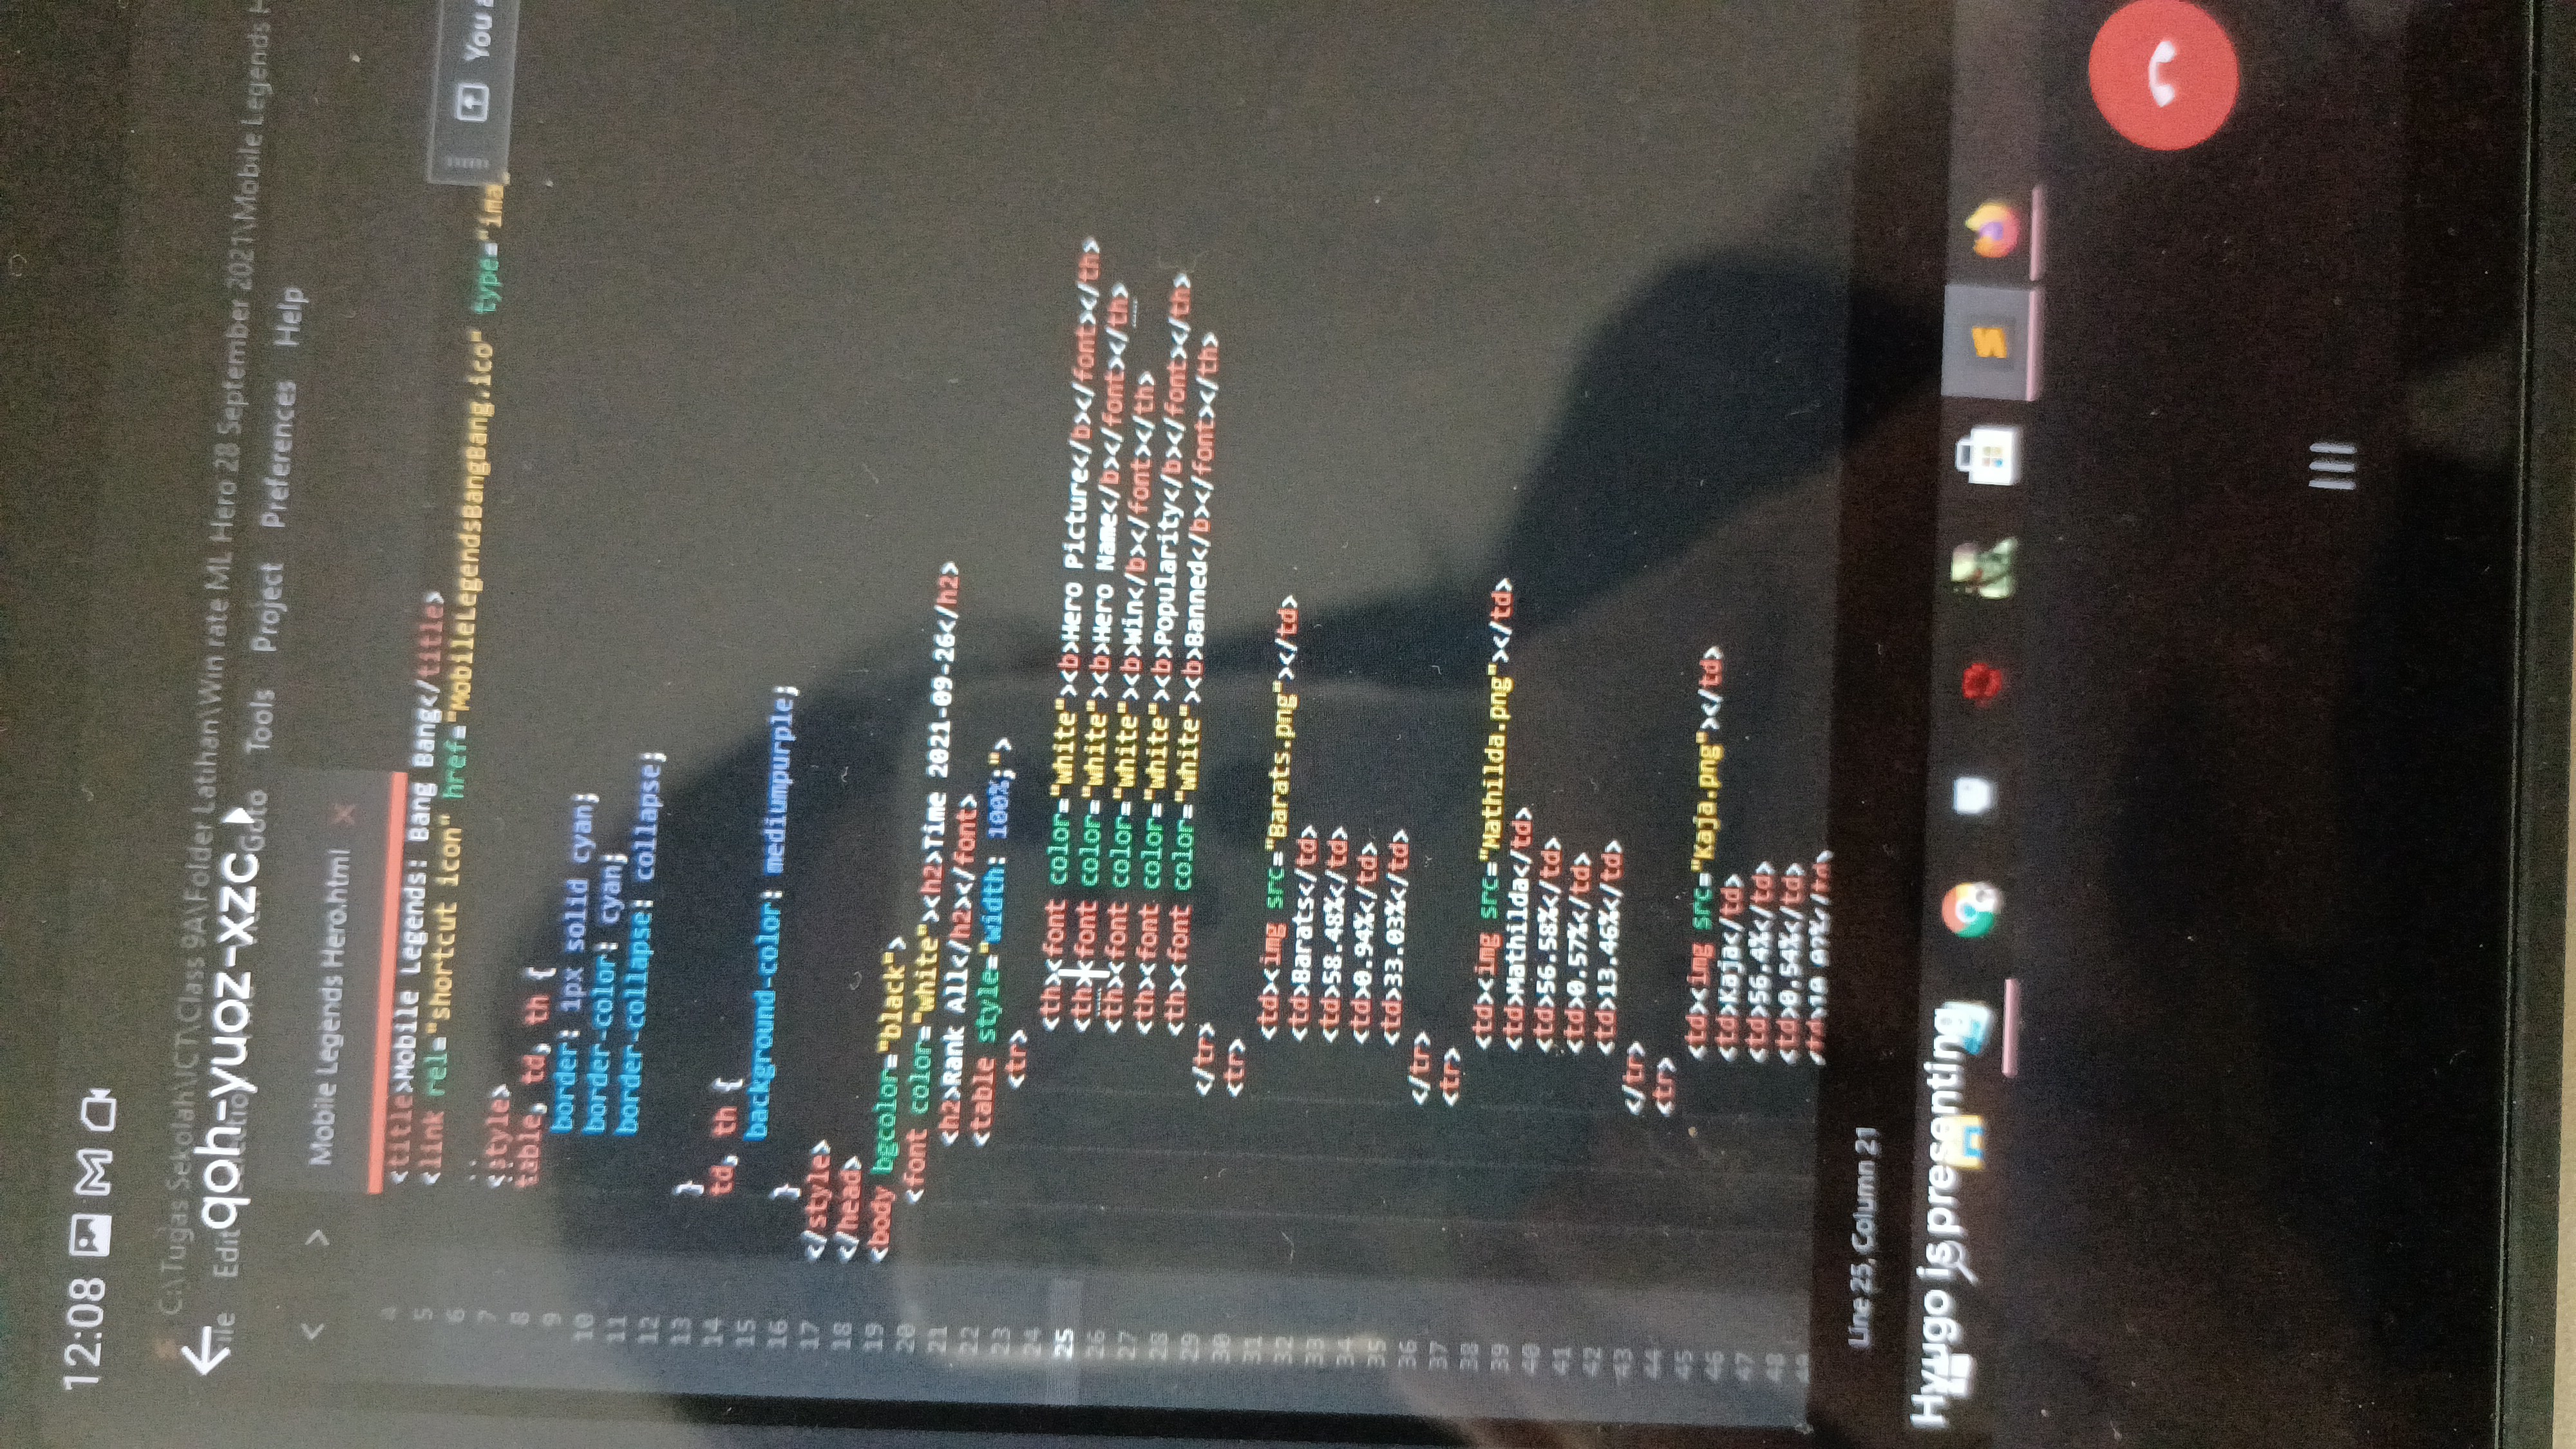 12:08
C:\Tugas Sekolah\ICT\Class 9A\Folder Latihan\Win rate ML Hero 28 September 2021\Mobile Legends H
qoh-yuoz-xzc
File Edit Goto Tools Project Preferences Help
Mobile Legends Hero.html
4 <title>Mobile Legends: Bang Bang</title>
5 <link rel="shortcut icon" href="MobileLegendsBangBang.ico" type="ima
You a
6
7 <style>
8 table, td, th {
9 border: 1px solid cyan;
10 border-color: cyan;
11 border-collapse: collapse;
12
13 }
14 td, th {
15 background-color: mediumpurple;
16 }
17 </style>
18 </head>
19 <body bgcolor="black">
20 <font color="white"><h2>Time 2021-09-26</h2>
21 <h2>Rank All</h2></font>
22 <table style="width: 100%;">
23 <tr>
24 <th><font color="white"><b>Hero Picture</b></font></th>
25 <th><font color="white"><b>Hero Name</b></font></th>
26 <th><font color="white"><b>Win</b></font></th>
27 <th><font color="white"><b>Popularity</b></font></th>
28 <th><font color="white"><b>Banned</b></font></th>
29 </tr>
30 <tr>
31 <td><img src="Barats.png"></td>
32 <td>Barats</td>
33 <td>58.48%</td>
34 <td>0.94%</td>
35 <td>33.03%</td>
36 </tr>
37 <tr>
38 <td><img src="Mathilda.png"></td>
39 <td>Mathilda</td>
40 <td>56.58%</td>
41 <td>0.57%</td>
42 <td>13.46%</td>
43 </tr>
44 <tr>
45 <td><img src="Kaja.png"></td>
46 <td>Kaja</td>
47 <td>56.4%</td>
48 <td>0.54%</td>
Line 25, Column 21
Hyugo is presenting